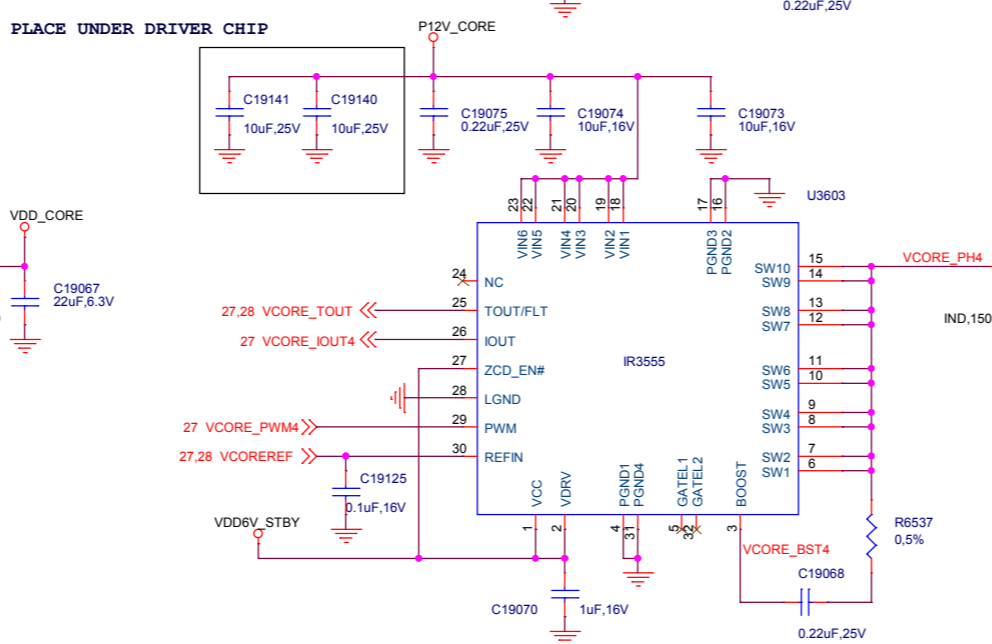 0.22uF,25V
PLACE UNDER DRIVER CHIP
P12V_CORE
C19141
10uF,25V
C19140
10uF,25V
C19075
0.22uF,25V
C19074
10uF,16V
C19073
10uF,16V
VDD_CORE
C19067
22uF,6.3V
U3603
23
22
21
20
19
18
17
16
VIN6
VIN5
VIN4
VIN3
VIN2
VIN1
PGND3
PGND2
24 NC
27,28 VCORE_TOUT 25 TOUT/FLT
27 VCORE_IOUT4 26 IOUT
27 ZCD_EN#
28 LGND
27 VCORE_PWM4 29 PWM
27,28 VCOREREF 30 REFIN
IR3555
SW10 15 VCORE_PH4
SW9 14
SW8 13
SW7 12
IND,150
SW6 11
SW5 10
SW4 9
SW3 8
SW2 7
SW1 6
C19125
0.1uF,16V
VCC
VDRV
PGND1
PGND4
GATEL1
GATEL2
BOOST
1
2
4
31
5
32
3
VDD6V_STBY
R6537
0,5%
VCORE_BST4
C19068
0.22uF,25V
C19070
1uF,16V